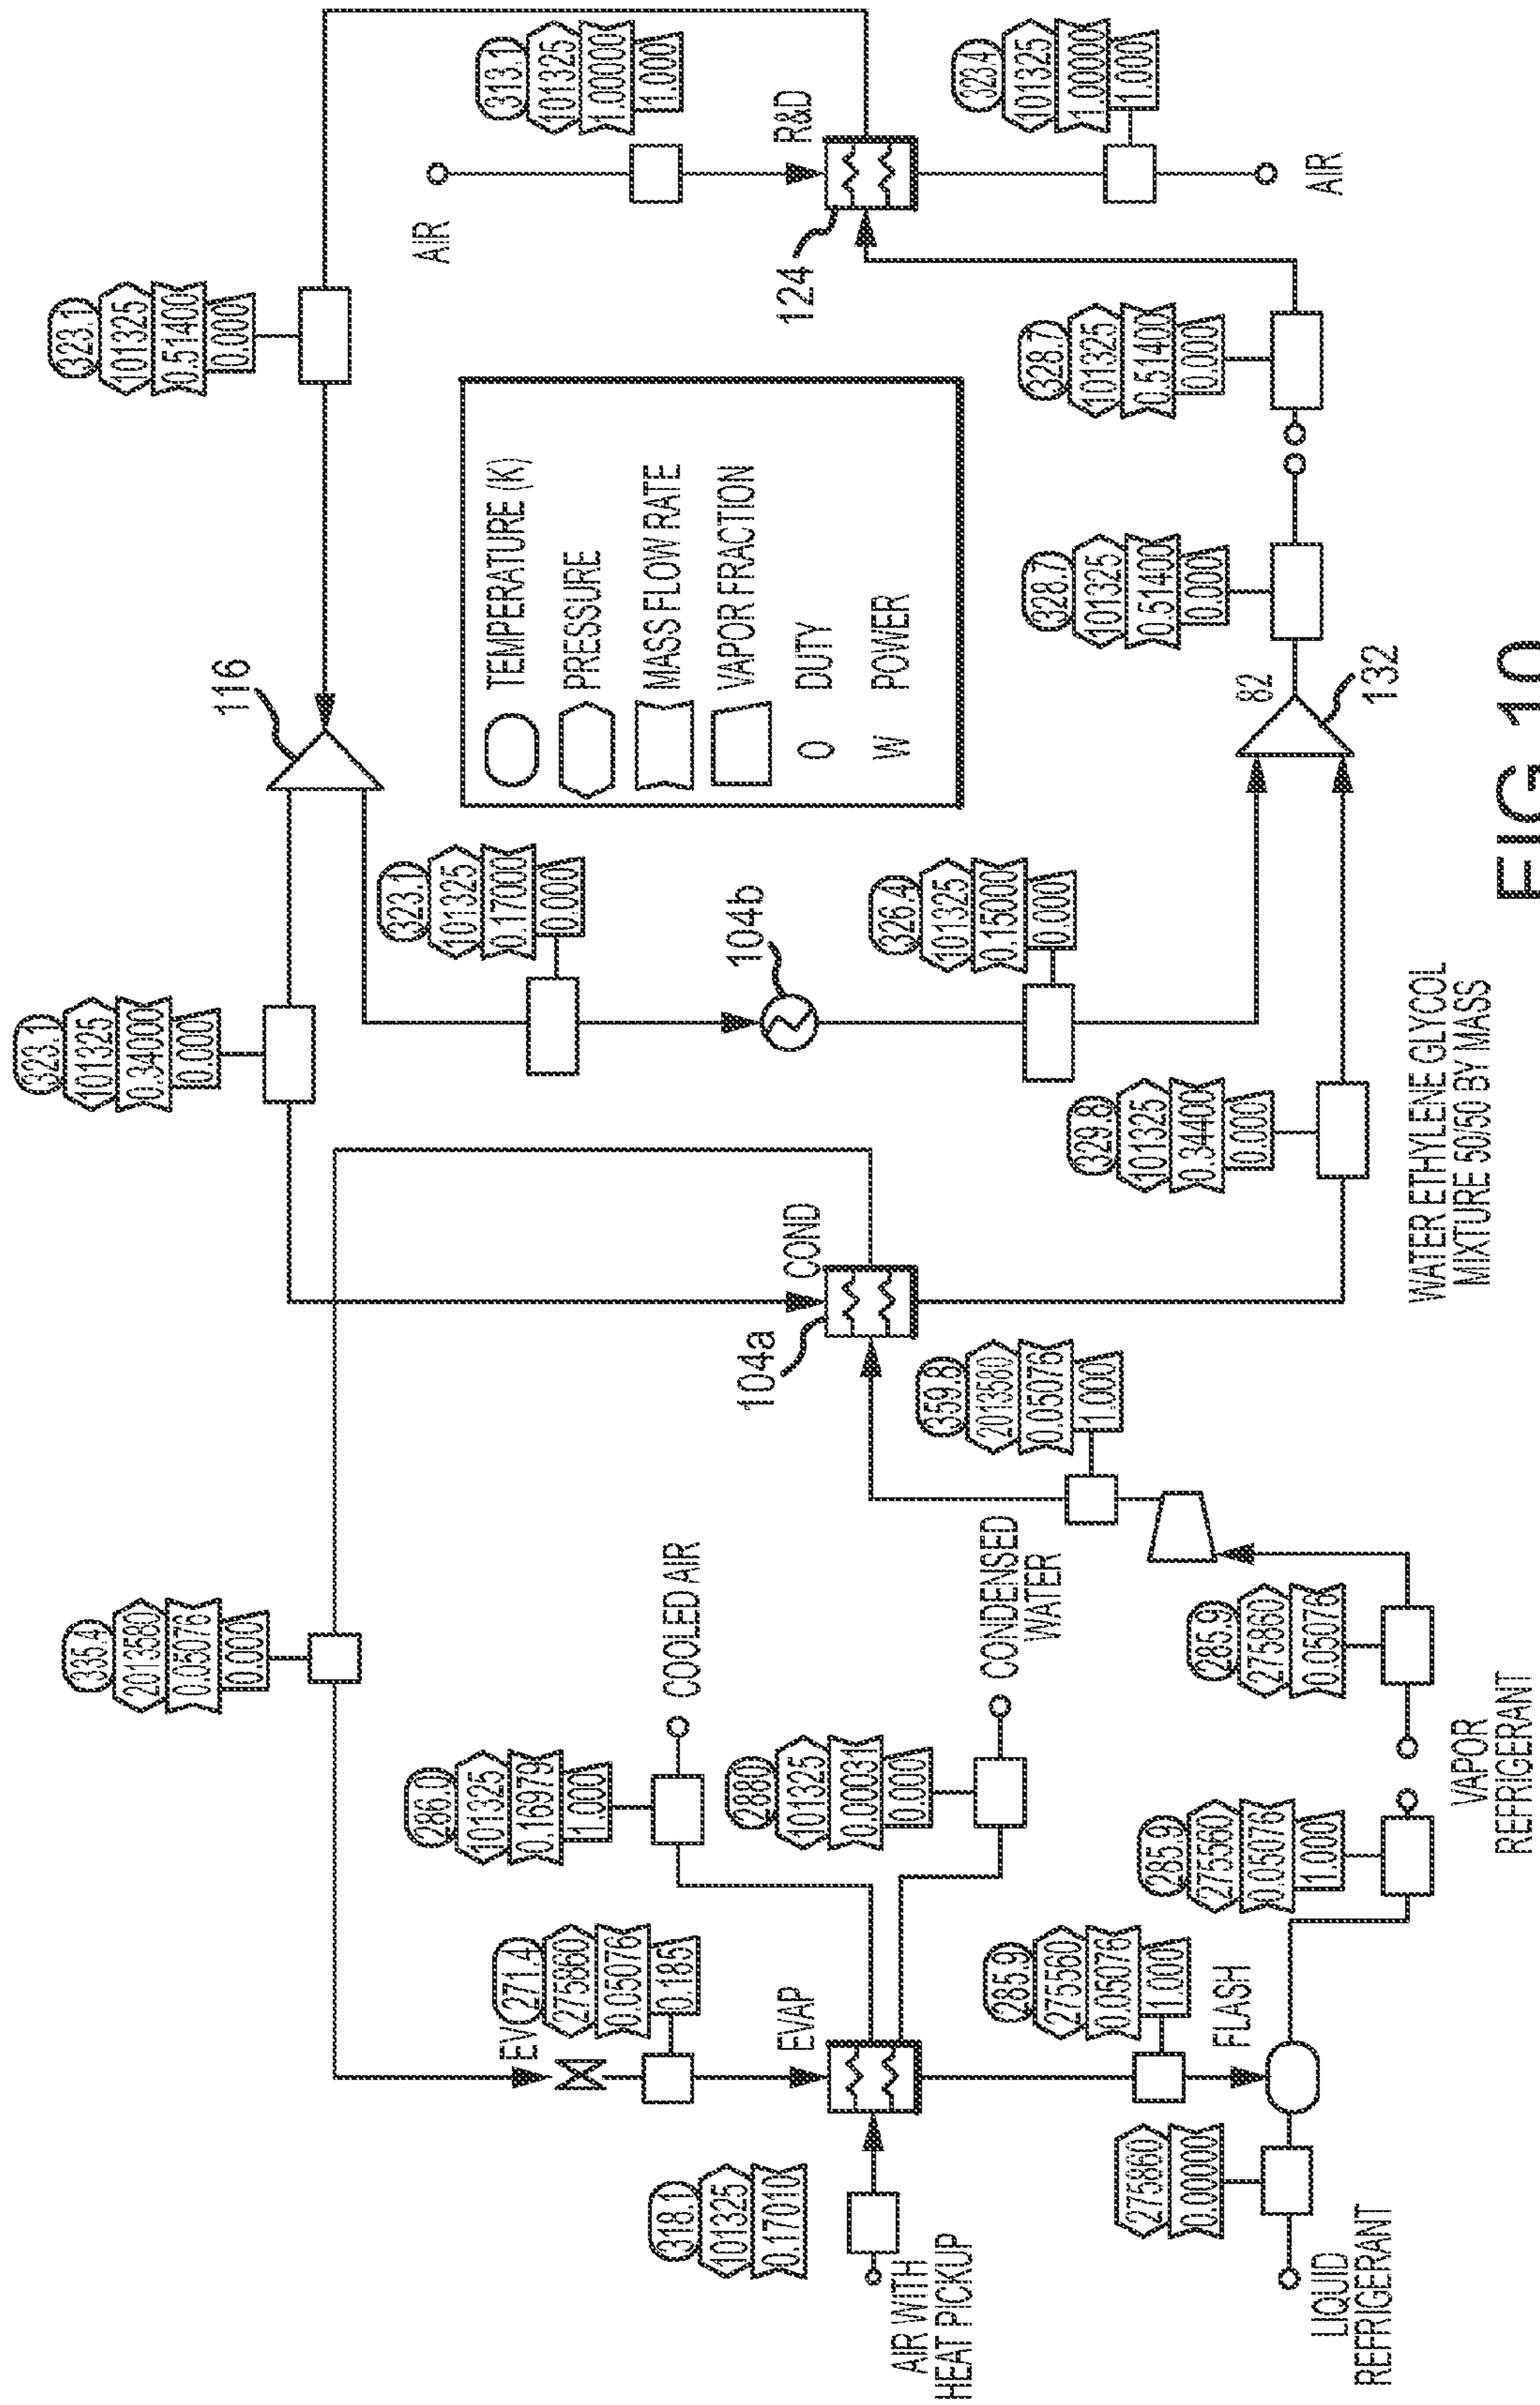 323.1
101325
0.34000
0.000
116
323.1
101325
0.51400
0.000
335.4
2013580
0.05076
0.000
323.1
101325
0.17000
0.000
AIR
313.1
101325
1.00000
1.000
R&D
124
323.4
101325
1.00000
1.000
AIR
EV
271.4
275860
0.05076
0.185
286.0
101325
0.16979
1.000
COOLED AIR
104b
TEMPERATURE (K)
PRESSURE
MASS FLOW RATE
VAPOR FRACTION
O DUTY
W POWER
318.1
101325
0.17010
AIR WITH
HEAT PICKUP
EVAP
2880
101325
0.00031
0.000
CONDENSED
WATER
104a
COND
326.4
101325
0.15000
0.000
285.9
275560
0.05076
1.000
359.8
2013580
0.05076
1.000
329.8
101325
0.34400
0.000
82
132
328.7
101325
0.51400
0.000
328.7
101325
0.51400
0.000
275860
0.00000
LIQUID
REFRIGERANT
FLASH
285.9
275560
0.05076
1.000
285.9
275860
0.05076
VAPOR
REFRIGERANT
WATER ETHYLENE GLYCOL
MIXTURE 50/50 BY MASS
FIG 10